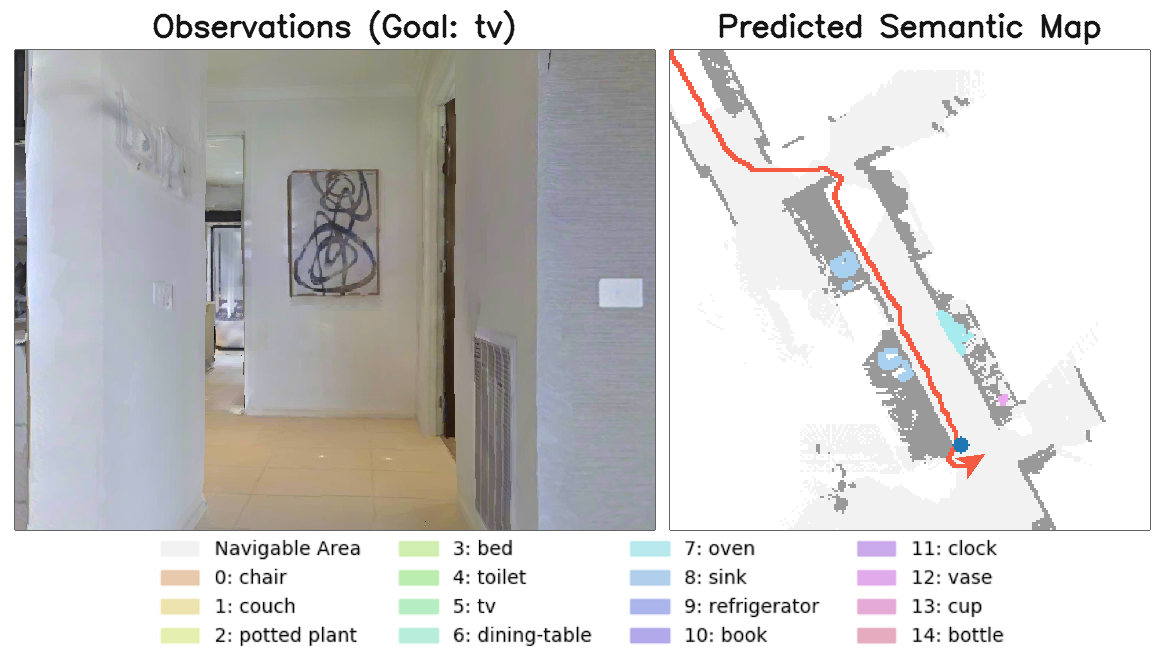 Observations (Goal: tv)
Predicted Semantic Map
Navigable Area
0: chair
1: couch
2: potted plant
3: bed
4: toilet
5: tv
6: dining-table
7: oven
8: sink
9: refrigerator
10: book
11: clock
12: vase
13: cup
14: bottle